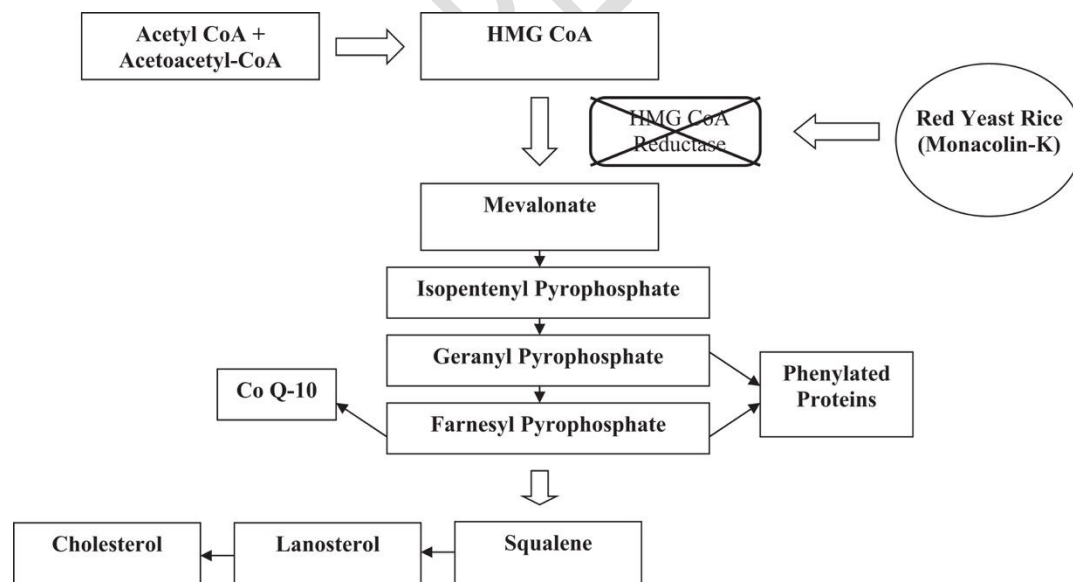 Acetyl CoA +
Acetoacetyl-CoA
HMG CoA
HMG CoA
Reductase
Red Yeast Rice
(Monacolin-K)
Mevalonate
Isopentenyl Pyrophosphate
Geranyl Pyrophosphate
Phenylated
Proteins
Co Q-10
Farnesyl Pyrophosphate
Cholesterol
Lanosterol
Squalene